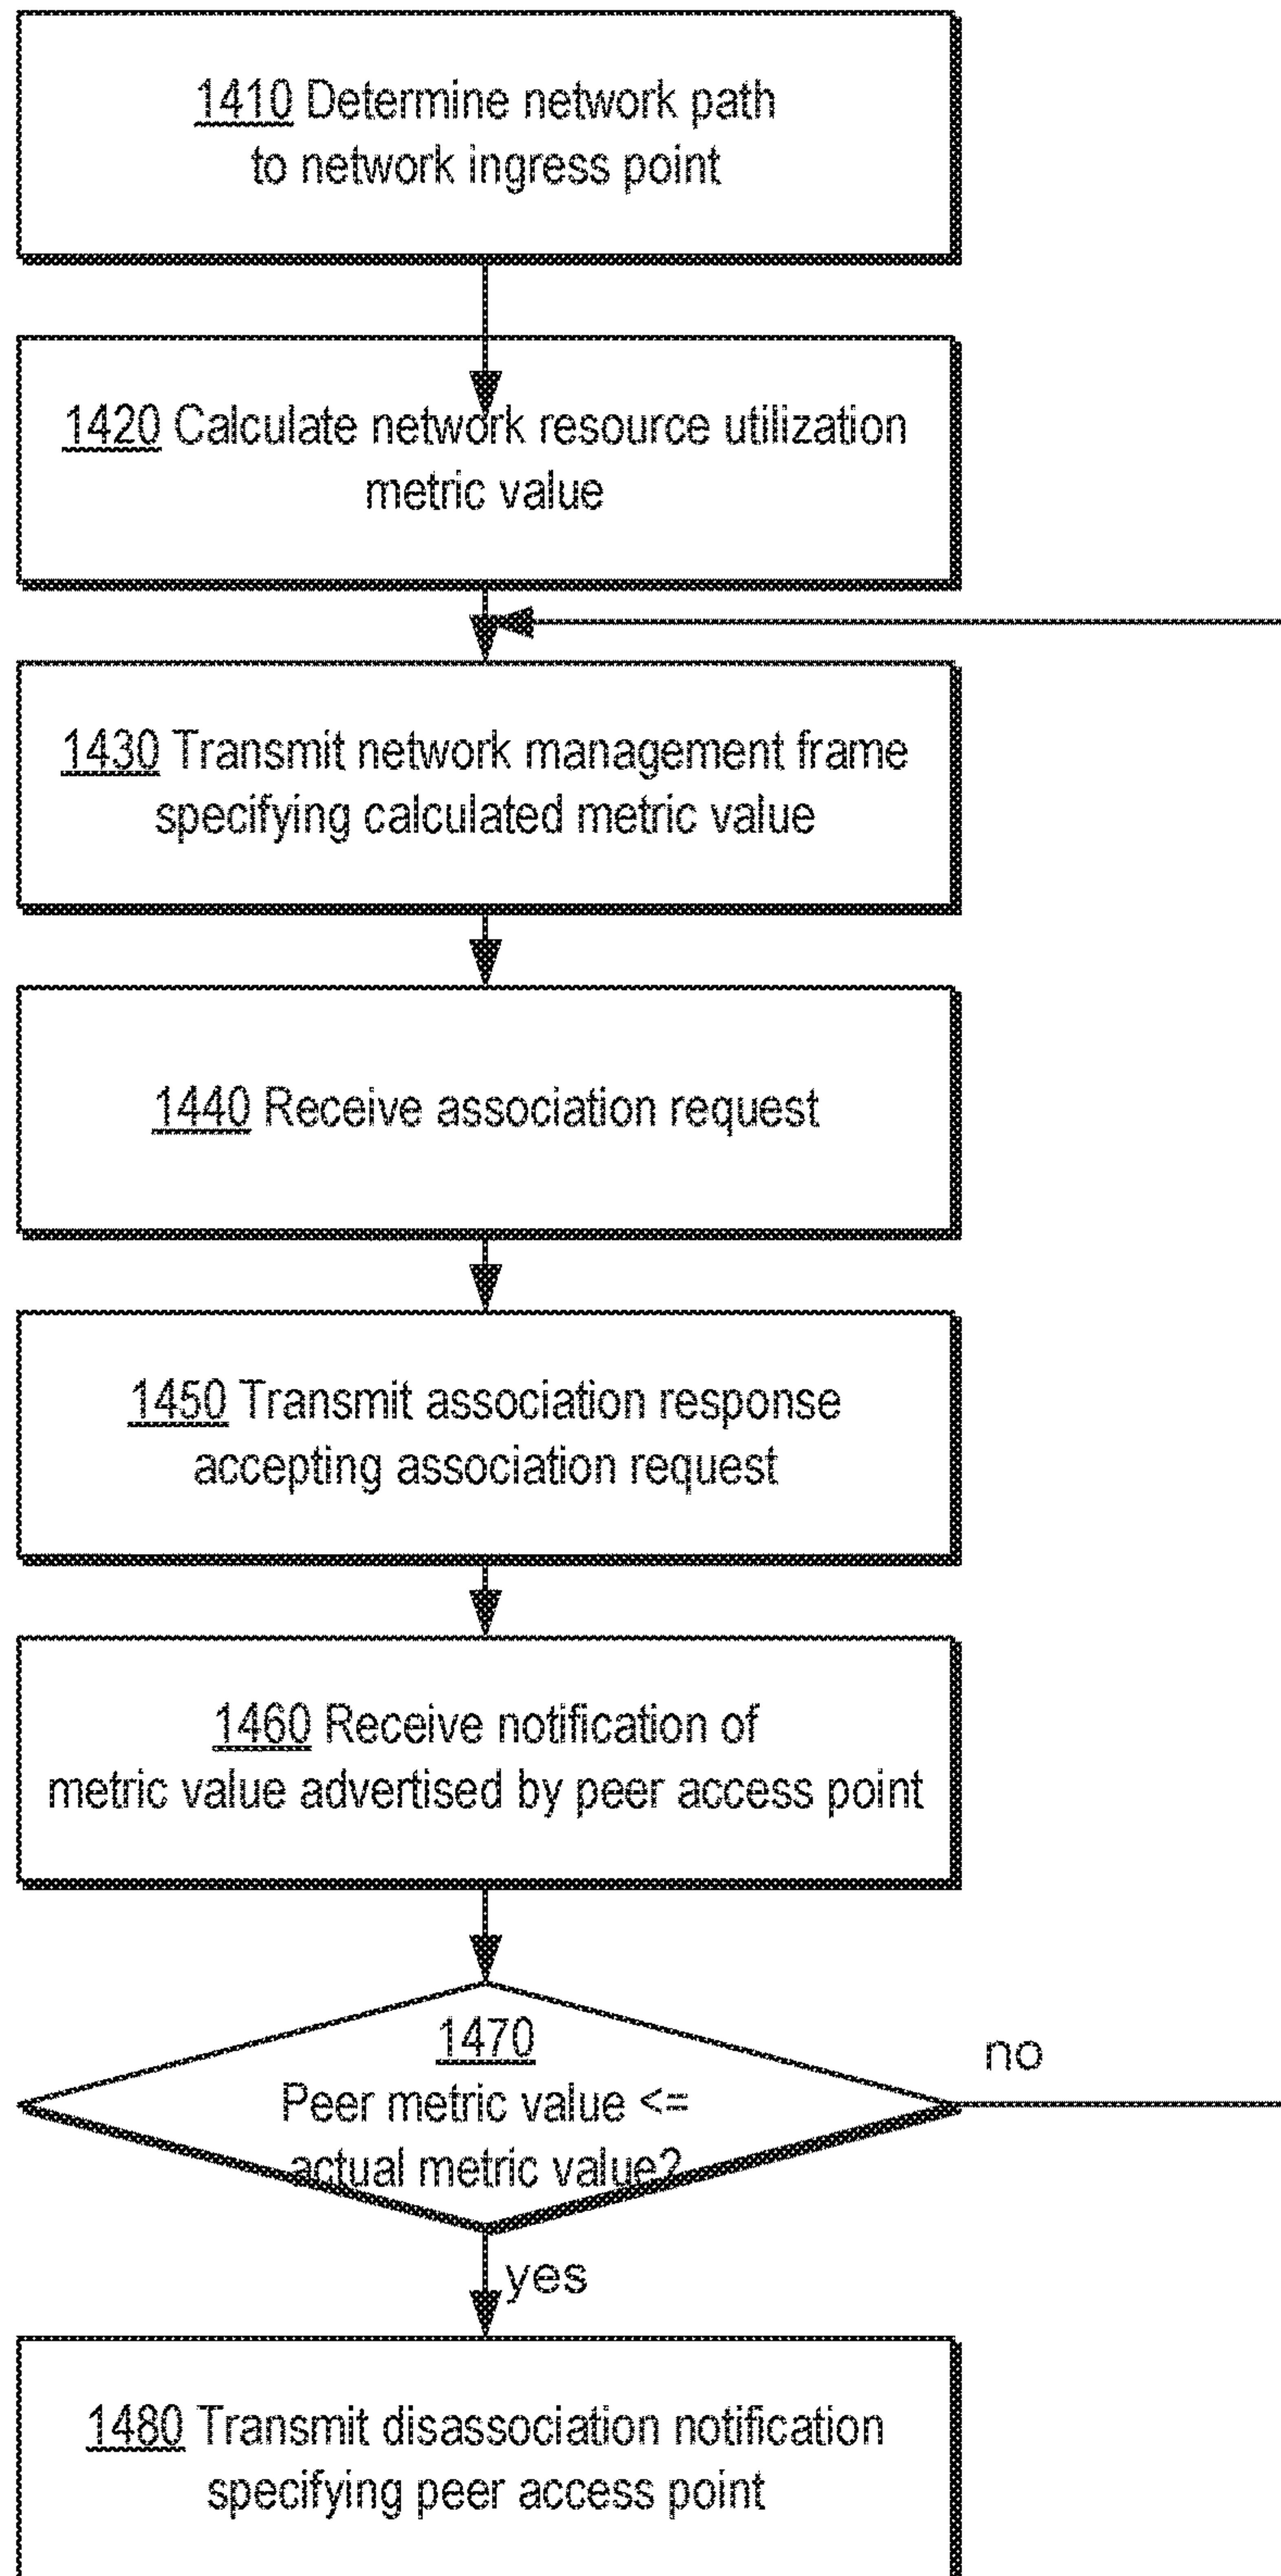 1410 Determine network path
to network ingress point
1420 Calculate network resource utilization
metric value
1430 Transmit network management frame
specifying calculated metric value
1440 Receive association request
1450 Transmit association response
accepting association request
1460 Receive notification of
metric value advertised by peer access point
1470
Peer metric value <=
actual metric value?
no
yes
1480 Transmit disassociation notification
specifying peer access point